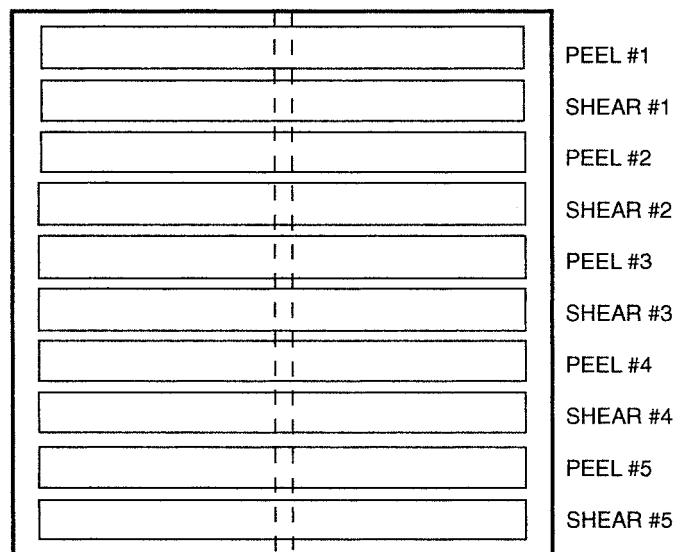 PEEL #1
SHEAR #1
PEEL #2
SHEAR #2
PEEL #3
SHEAR #3
PEEL #4
SHEAR #4
PEEL #5
SHEAR #5